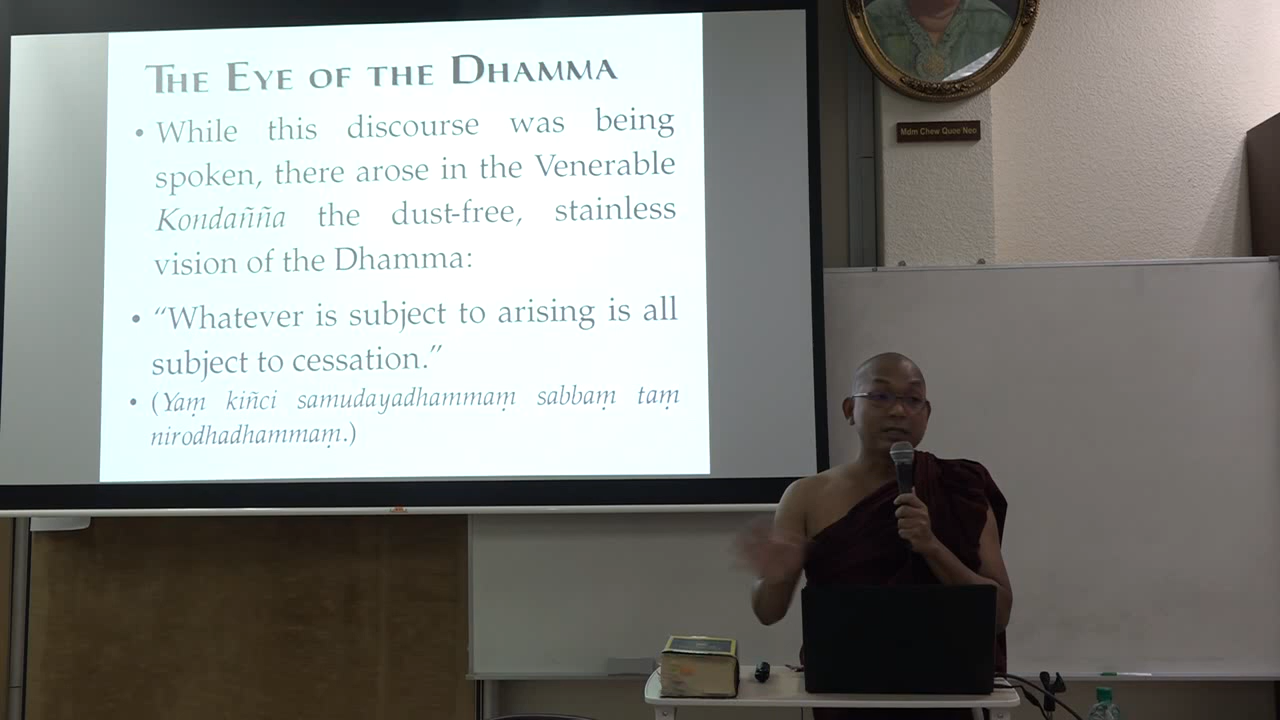 THE EYE OF THE DHAMMA
• While this discourse was being
spoken, there arose in the Venerable
Kondañña the dust-free, stainless
vision of the Dhamma:
• “Whatever is subject to arising is all
subject to cessation.”
• (Yaṃ kiñci samudayadhammaṃ sabbaṃ taṃ
nirodhadhammaṃ.)
Mdm Chew Quee Neo